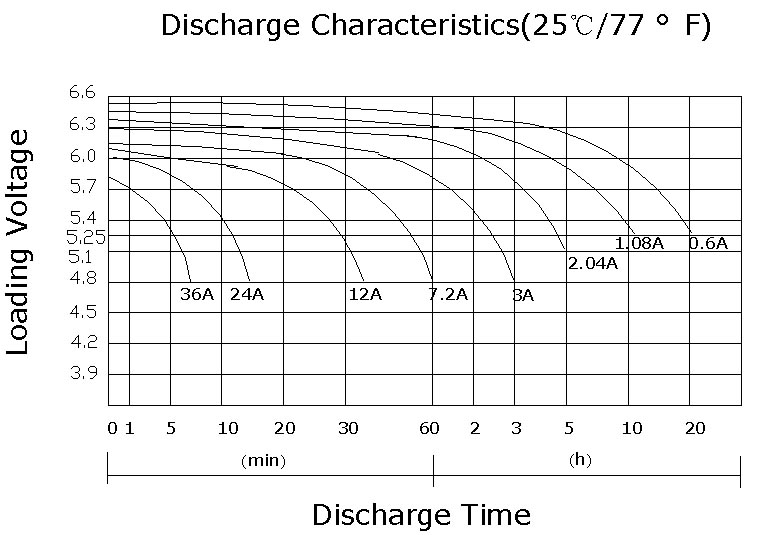 Discharge Characteristics(25℃/77 ° F)
Loading Voltage
6.6
6.3
6.0
5.7
5.4
5.25
5.1
4.8
4.5
4.2
3.9
1.08A 0.6A
2.04A
36A 24A 12A 7.2A 3A
0 1 5 10 20 30 60 2 3 5 10 20
(min) (h)
Discharge Time